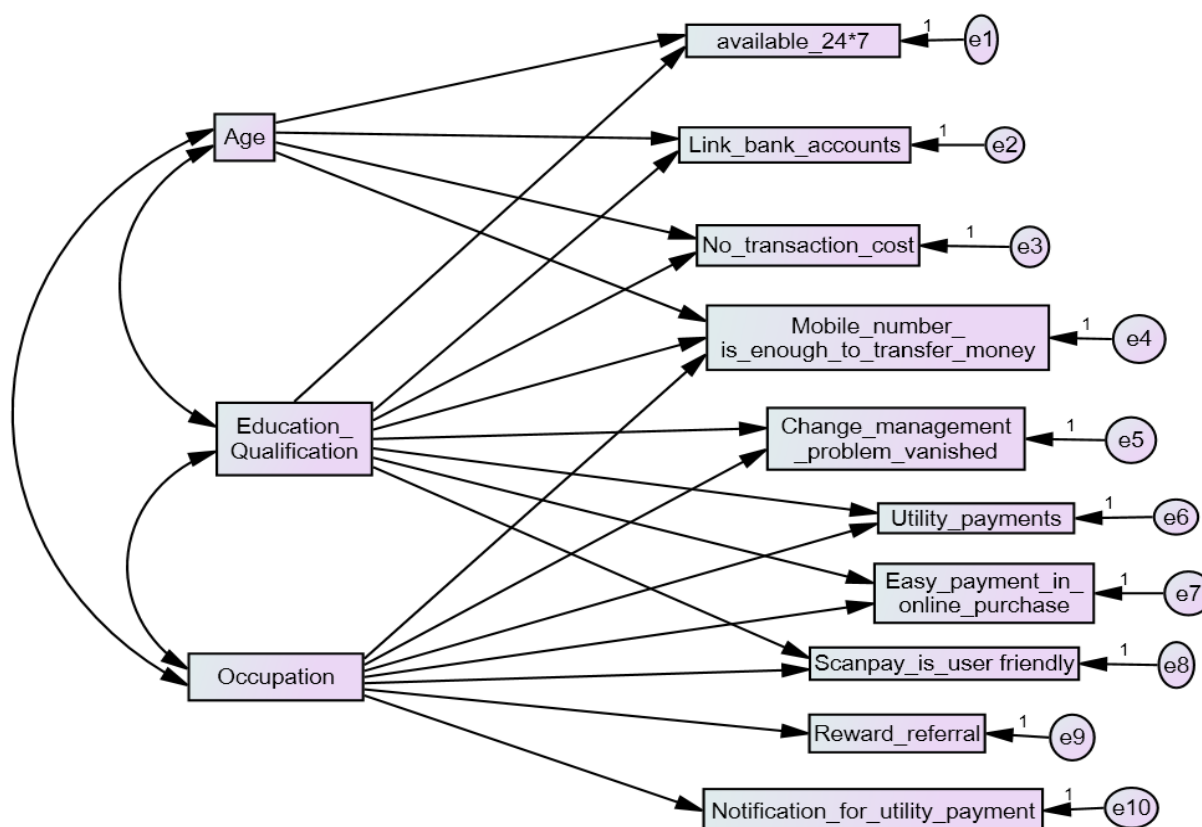 available_24*7
1
e1
Age
Link_bank_accounts
1
e2
No_transaction_cost
1
e3
Mobile_number_
is_enough_to_transfer_money
1
e4
Education_
Qualification
Change_management
_problem_vanished
1
e5
Utility_payments
1
e6
Easy_payment_in_
online_purchase
1
e7
Occupation
Scanpay_is_user friendly
1
e8
Reward_referral
1
e9
Notification_for_utility_payment
1
e10